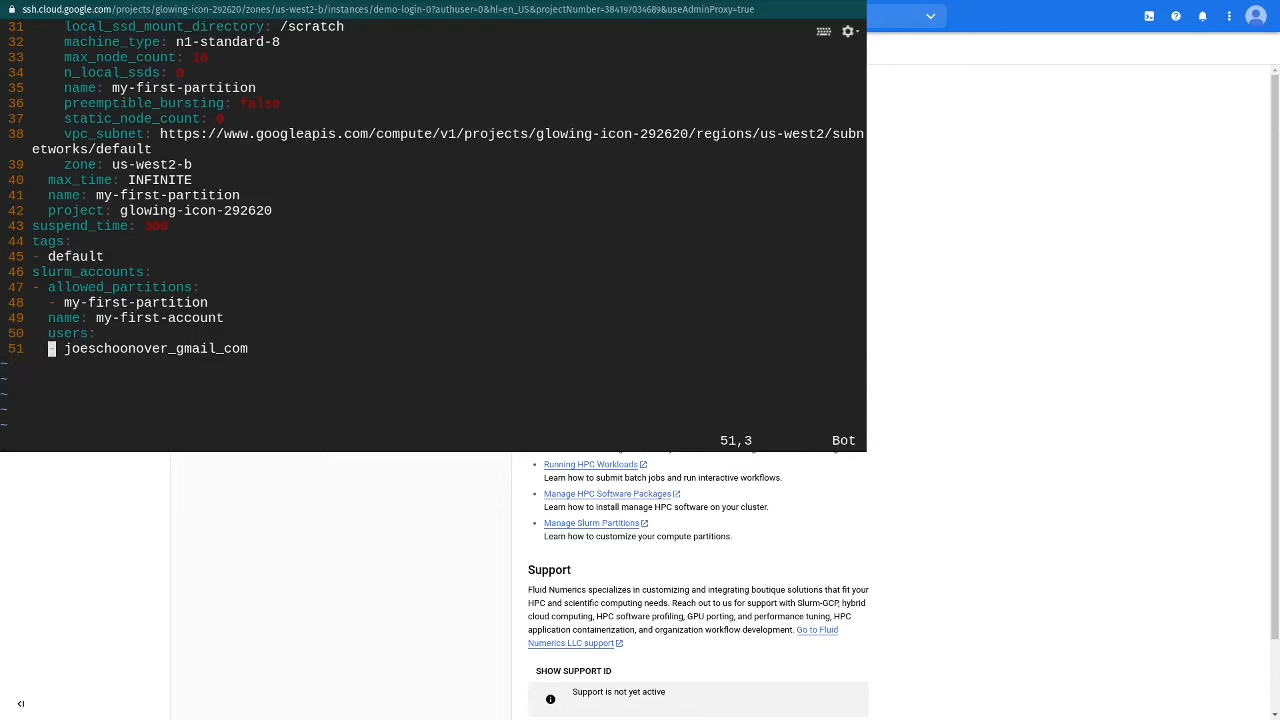 ssh.cloud.google.com/projects/glowing-icon-292620/zones/us-west2-b/instances/demo-login-0?authuser=0&hl=en_US&projectNumber=384197034689&useAdminProxy=true
31 local_ssd_mount_directory: /scratch
32 machine_type: n1-standard-8
33 max_node_count: 10
34 n_local_ssds: 0
35 name: my-first-partition
36 preemptible_bursting: false
37 static_node_count: 0
38 vpc_subnet: https://www.googleapis.com/compute/v1/projects/glowing-icon-292620/regions/us-west2/subn
etworks/default
39 zone: us-west2-b
40 max_time: INFINITE
41 name: my-first-partition
42 project: glowing-icon-292620
43 suspend_time: 300
44 tags:
45 - default
46 slurm_accounts:
47 - allowed_partitions:
48 - my-first-partition
49 name: my-first-account
50 users:
51 - joeschoonover_gmail_com
~
~
~
~
~
51,3 Bot
• Running HPC Workloads
Learn how to submit batch jobs and run interactive workflows.
• Manage HPC Software Packages
Learn how to install manage HPC software on your cluster.
• Manage Slurm Partitions
Learn how to customize your compute partitions.
Support
Fluid Numerics specializes in customizing and integrating boutique solutions that fit your
HPC and scientific computing needs. Reach out to us for support with Slurm-GCP, hybrid
cloud computing, HPC software profiling, GPU porting, and performance tuning, HPC
application containerization, and organization workflow development. Go to Fluid
Numerics LLC support
SHOW SUPPORT ID
Support is not yet active